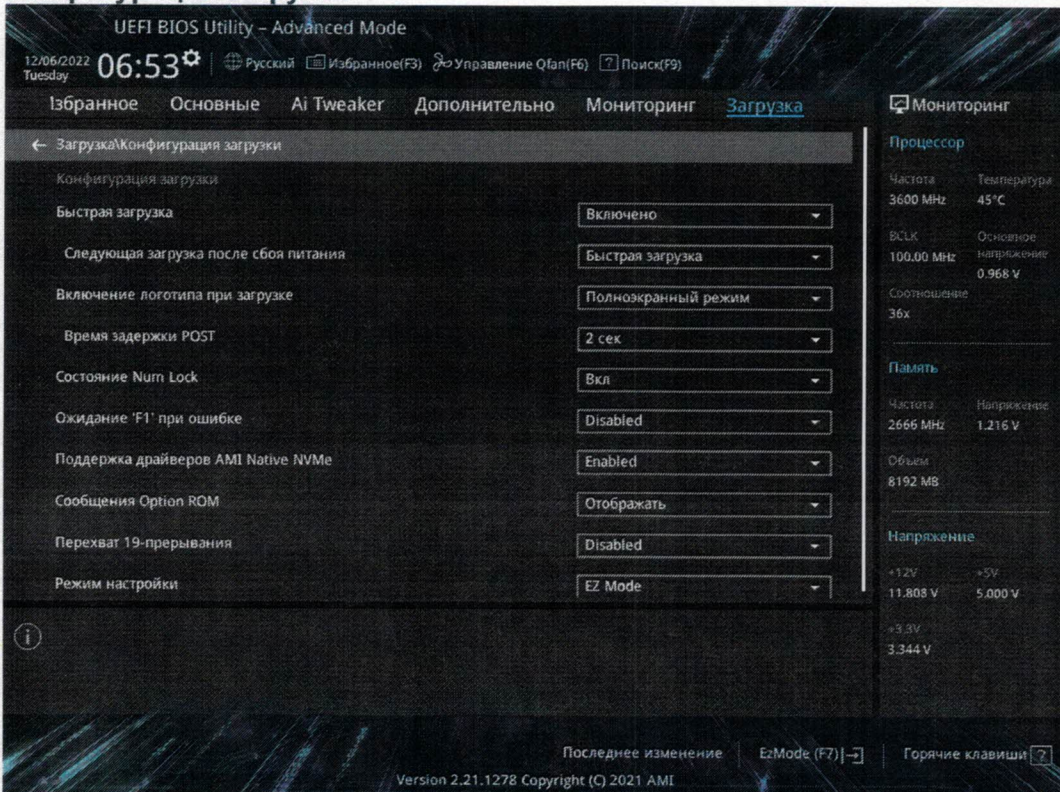 UEFI BIOS Utility – Advanced Mode
12/06/2022
Tuesday
06:53
Русский
Избранное(F3)
Управление Qfan(F6)
? Поиск(F9)
Избранное Основные Ai Tweaker Дополнительно Мониторинг Загрузка
← Загрузка\Конфигурация загрузки
Конфигурация загрузки
Быстрая загрузка Включено
Следующая загрузка после сбоя питания Быстрая загрузка
Включение логотипа при загрузке Полноэкранный режим
Время задержки POST 2 сек
Состояние Num Lock Вкл
Ожидание 'F1' при ошибке Disabled
Поддержка драйверов AMI Native NVMe Enabled
Сообщения Option ROM Отображать
Перехват 19-прерывания Disabled
Режим настройки EZ Mode
Мониторинг
Процессор
Частота Температура
3600 MHz 45°C
BCLK Основное
напряжение
100.00 MHz
0.968 V
Соотношение
36x
Память
Частота Напряжение
2666 MHz 1.216 V
Объем
8192 MB
Напряжение
+12V +5V
11.808 V 5.000 V
+3.3V
3.344 V
Последнее изменение
EzMode (F7)
Горячие клавиши ?
Version 2.21.1278 Copyright (C) 2021 AMI